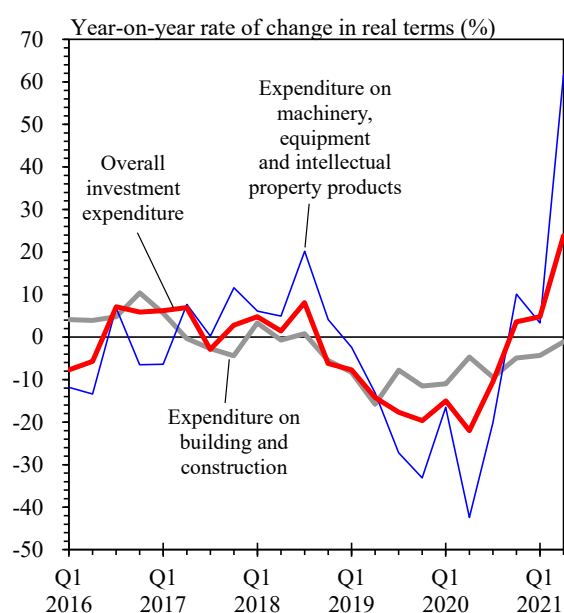 Year-on-year rate of change in real terms (%)
70
60
50
40
30
20
10
0
-10
-20
-30
-40
-50
Expenditure on
machinery,
equipment
and intellectual
property products
Overall
investment
expenditure
Expenditure on
building and
construction
Q1 Q1 Q1 Q1 Q1 Q1
2016 2017 2018 2019 2020 2021